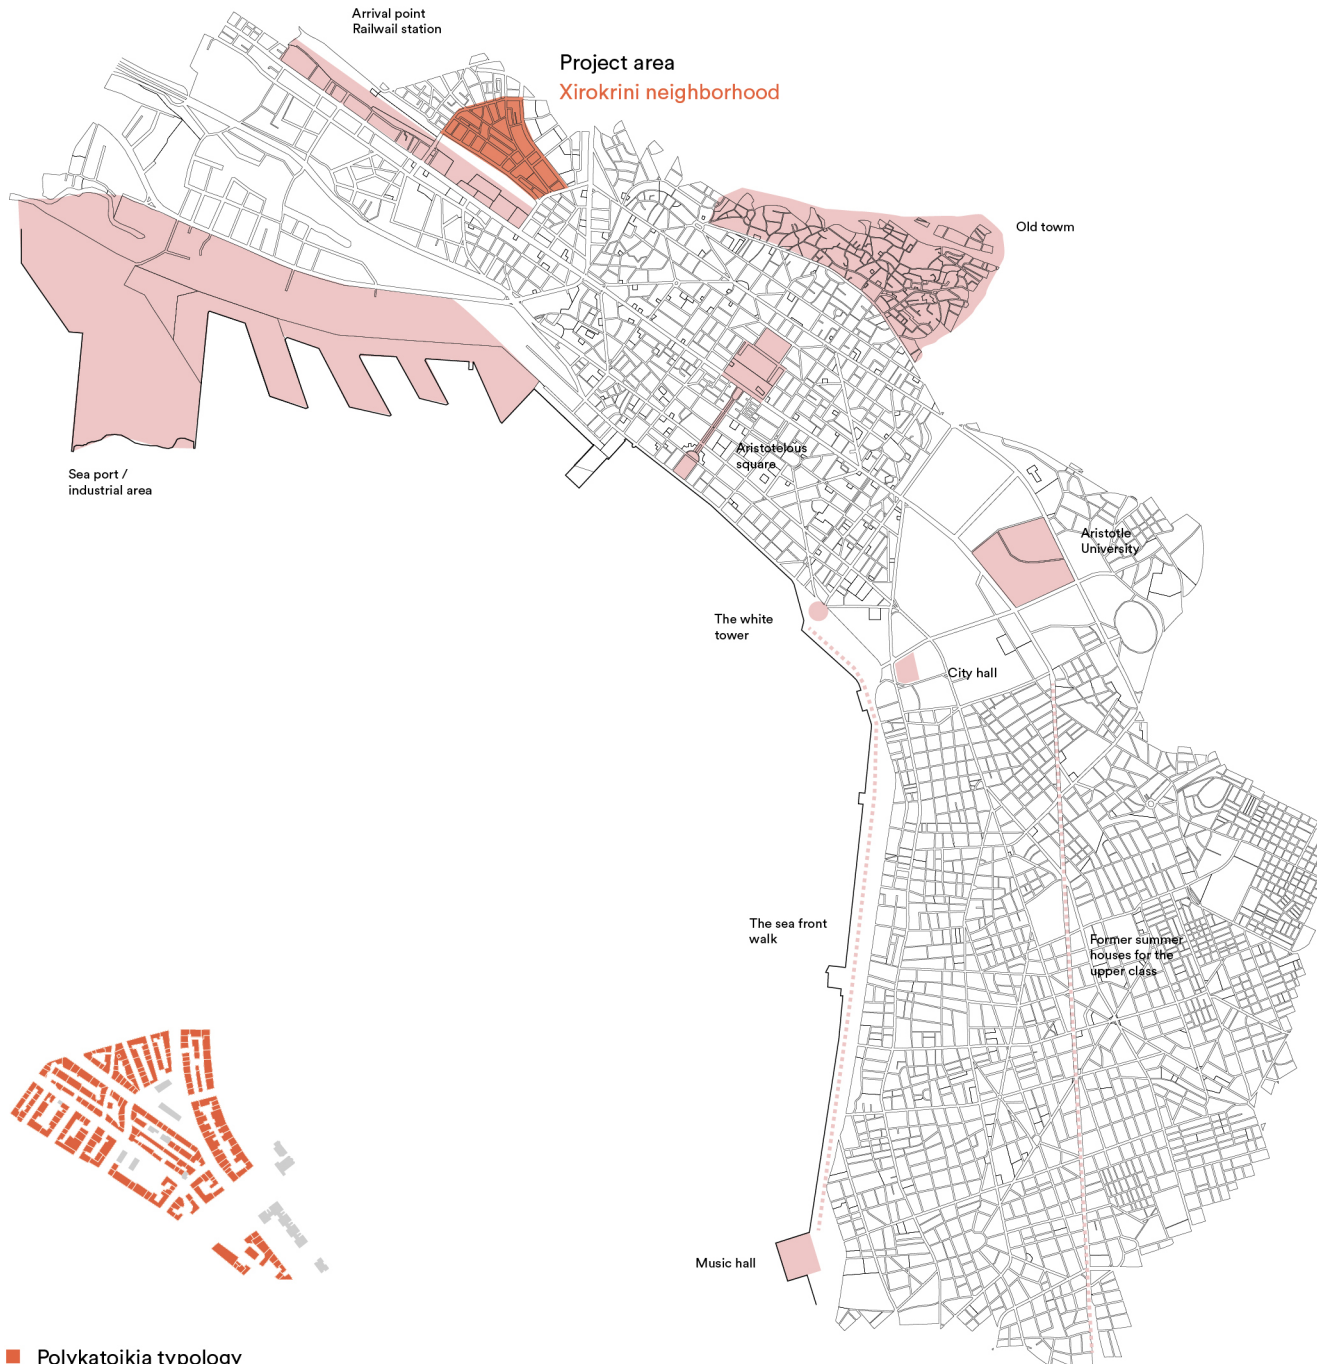 Arrival point
Railwail station
Project area
Xirokrini neighborhood
Old towm
Aristotelous
square
Sea port /
industrial area
Aristotle
University
The white
tower
City hall
The sea front
walk
Former summer
houses for the
upper class
Music hall
Polykatoikia typology